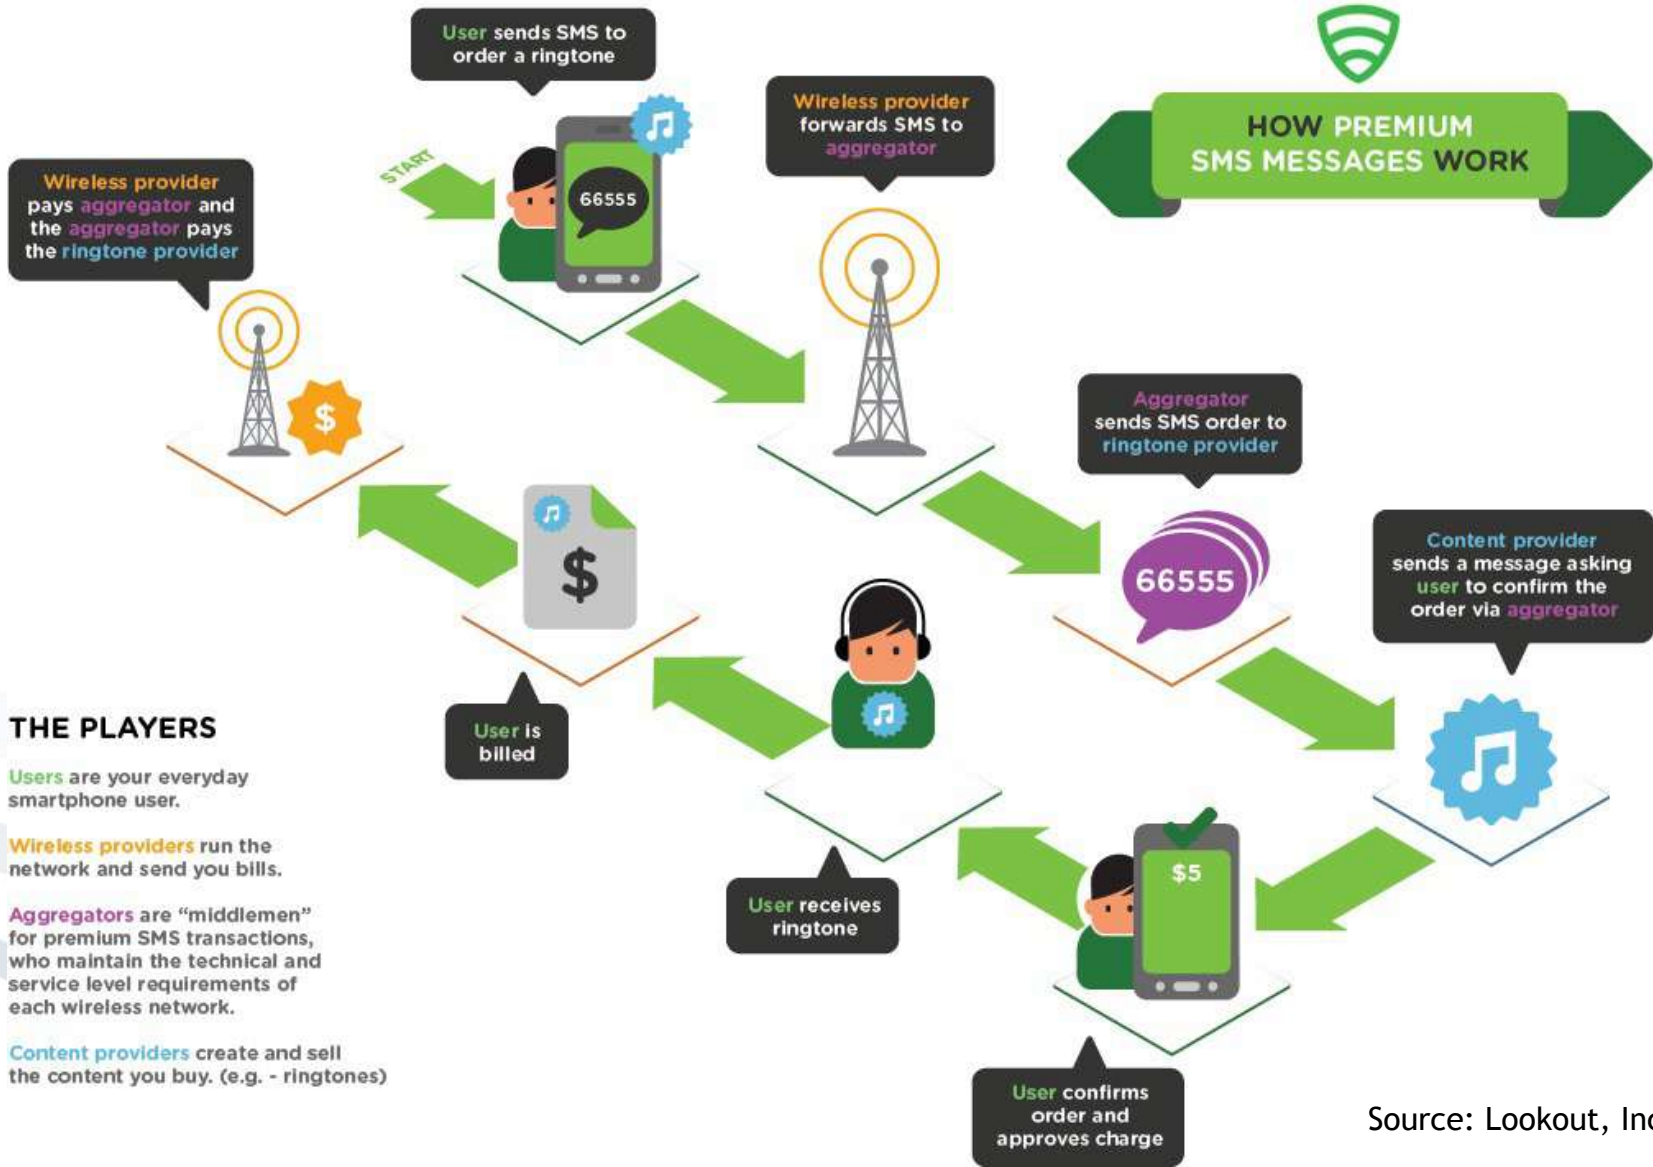 HOW PREMIUM
SMS MESSAGES WORK
START
User sends SMS to
order a ringtone
66555
Wireless provider
forwards SMS to
aggregator
Aggregator
sends SMS order to
ringtone provider
66555
Content provider
sends a message asking
user to confirm the
order via aggregator
$5
User confirms
order and
approves charge
User receives
ringtone
$
User is
billed
Wireless provider
pays aggregator and
the aggregator pays
the ringtone provider
$
THE PLAYERS
Users are your everyday
smartphone user.
Wireless providers run the
network and send you bills.
Aggregators are “middlemen”
for premium SMS transactions,
who maintain the technical and
service level requirements of
each wireless network.
Content providers create and sell
the content you buy. (e.g. - ringtones)
Source: Lookout, Inc